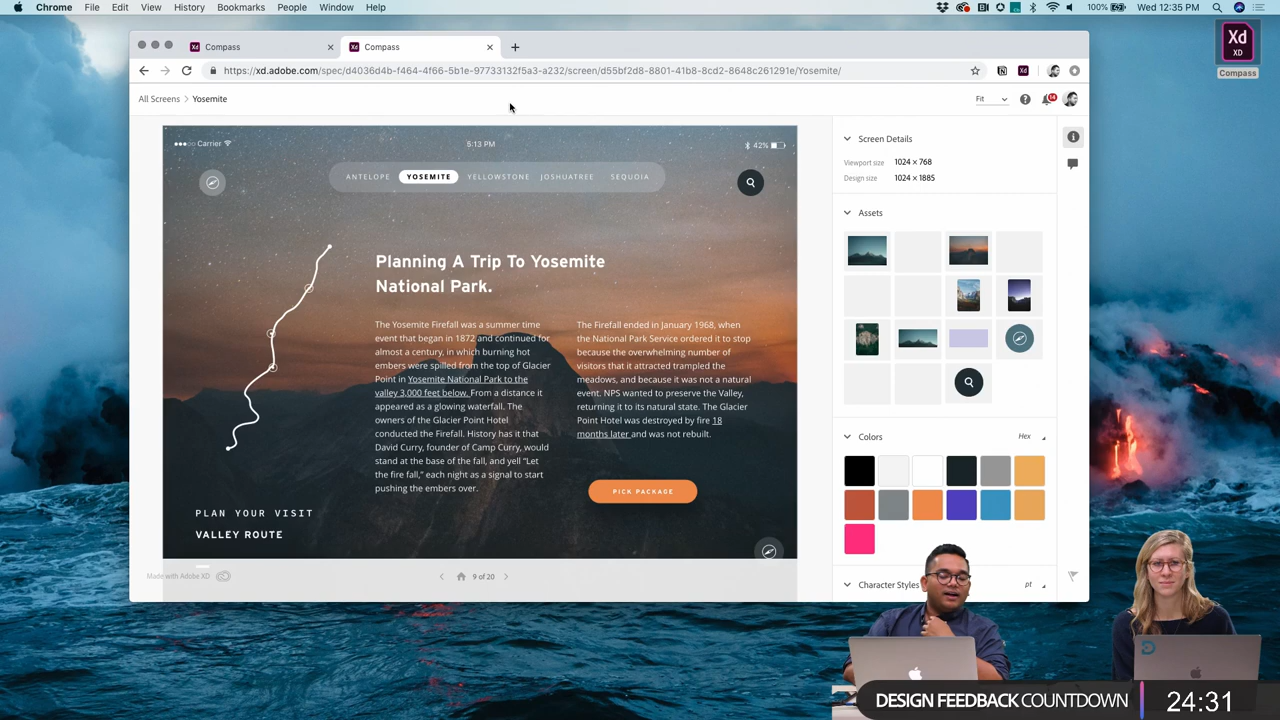 Chrome File Edit View History Bookmarks People Window Help
100% Wed 12:35 PM
Xd
XD
Compass
Compass
Compass
https://xd.adobe.com/spec/d4036d4b-f464-4f66-5b1e-97733132f5a3-a232/screen/d55bf2d8-8801-41b8-8cd2-8648c261291e/Yosemite/
All Screens > Yosemite
Fit
Carrier
5:13 PM
42%
ANTELOPE YOSEMITE YELLOWSTONE JOSHUATREE SEQUOIA
Planning A Trip To Yosemite
National Park.
The Yosemite Firefall was a summer time
event that began in 1872 and continued for
almost a century, in which burning hot
embers were spilled from the top of Glacier
Point in Yosemite National Park to the
valley 3,000 feet below. From a distance it
appeared as a glowing waterfall. The
owners of the Glacier Point Hotel
conducted the Firefall. History has it that
David Curry, founder of Camp Curry, would
stand at the base of the fall, and yell “Let
the fire fall,” each night as a signal to start
pushing the embers over.
The Firefall ended in January 1968, when
the National Park Service ordered it to stop
because the overwhelming number of
visitors that it attracted trampled the
meadows, and because it was not a natural
event. NPS wanted to preserve the Valley,
returning it to its natural state. The Glacier
Point Hotel was destroyed by fire 18
months later and was not rebuilt.
PICK PACKAGE
PLAN YOUR VISIT
VALLEY ROUTE
Made with Adobe XD
9 of 20
Screen Details
Viewport size 1024 × 768
Design size 1024 × 1885
Assets
Colors Hex
Character Styles pt
DESIGN FEEDBACK COUNTDOWN 24:31